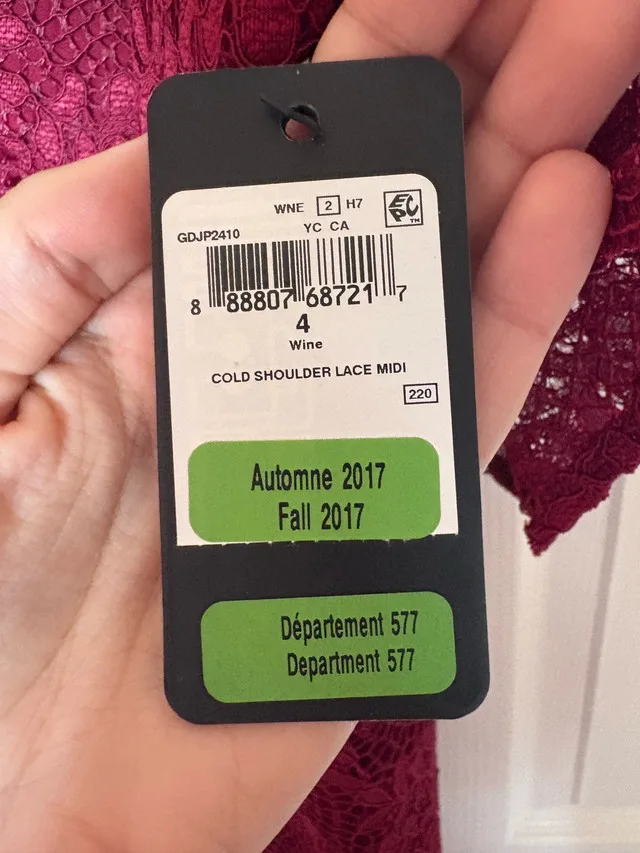 WNE 2 H7
EPC™
YC CA
GDJP2410
8 88807 68721 7
4
Wine
COLD SHOULDER LACE MIDI
220
Automne 2017
Fall 2017
Département 577
Department 577